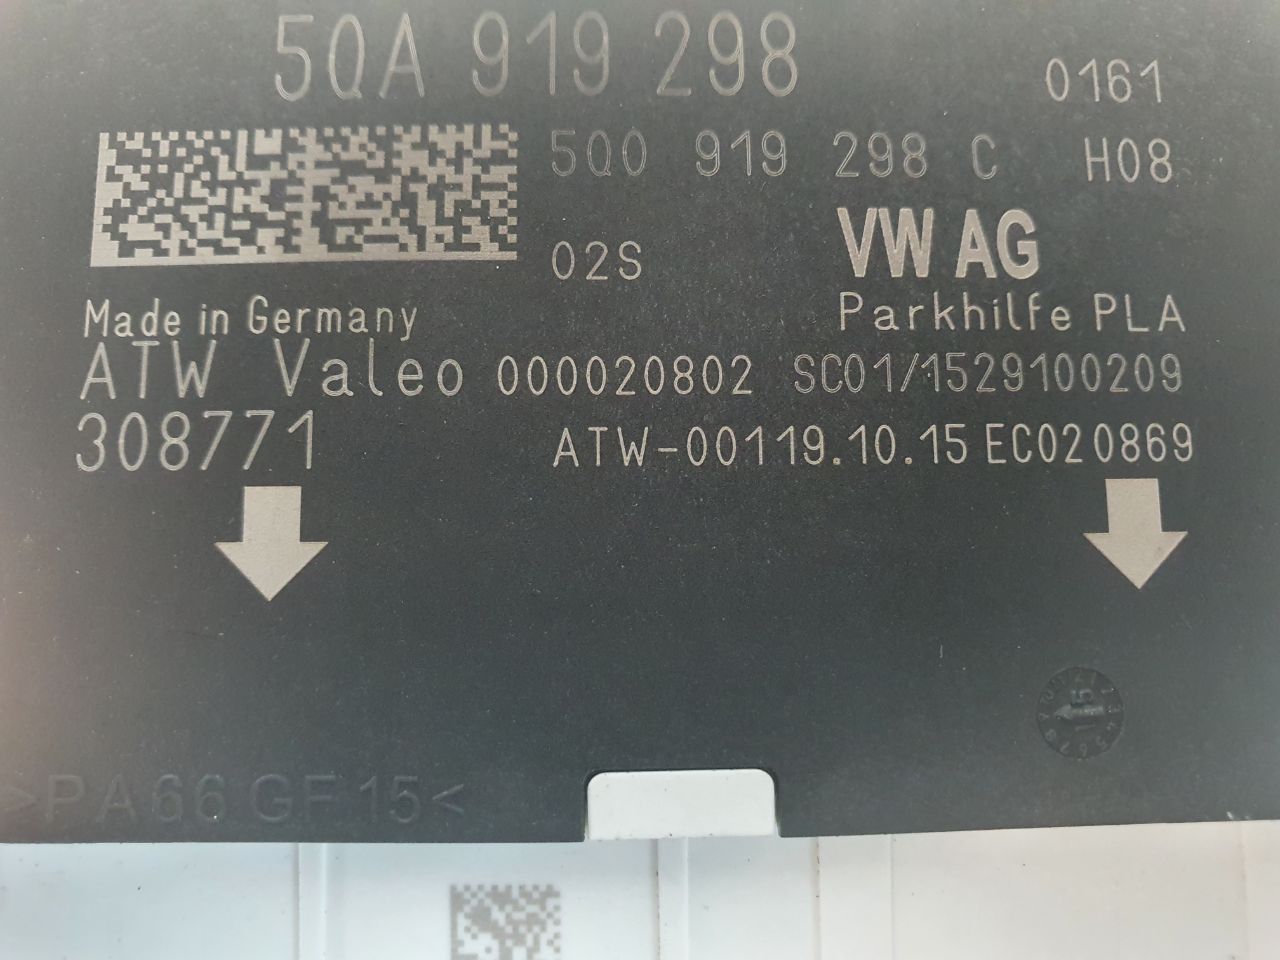 5QA 919 298
0161
5Q0 919 298 C H08
02S
VW AG
Made in Germany
Parkhilfe PLA
ATW Valeo 000020802 SC01/1529100209
308771
ATW-00119.10.15 EC020869
>PA66 GF15<